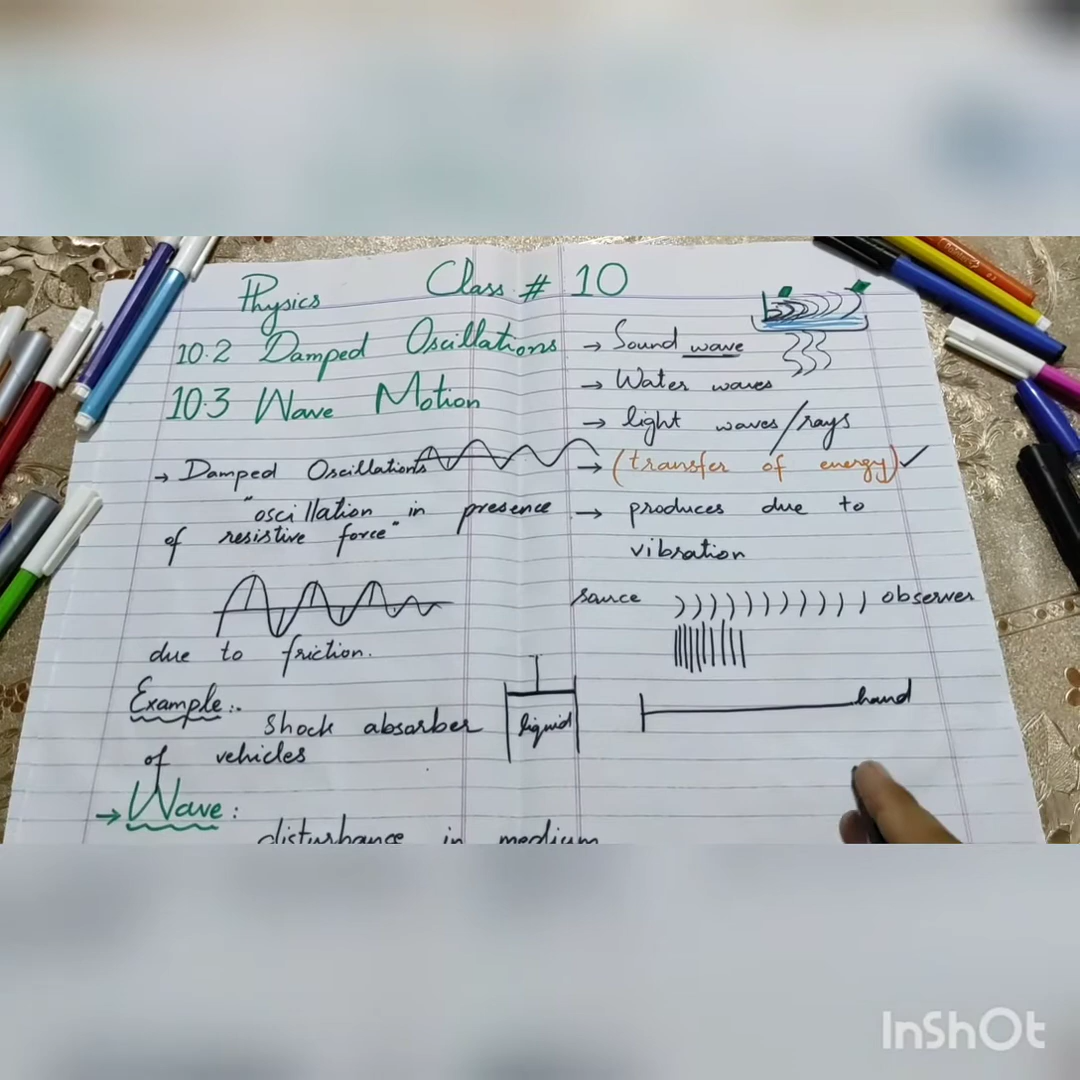 Physics Class # 10
10.2 Damped Oscillations
10.3 Wave Motion
→ Damped Oscillations
"oscillation in presence
of resistive force"
due to friction.
Example:-
Shock absorber
of vehicles
liquid
→ Wave:
disturbance in medium
→ Sound wave
→ Water waves
→ light waves/rays
→ (transfer of energy) ✓
→ produces due to
vibration
observer
hand
InShOt